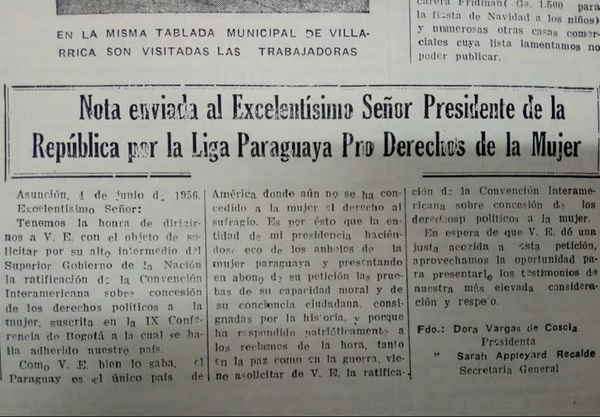 EN LA MISMA TABLADA MUNICIPAL DE VILLA-
RRICA SON VISITADAS LAS TRABAJADORAS
Fridman ( Gs. 1.500 para
la fiesta de Navidad a los niños)
y numerosas otras casas comer-
ciales cuya lista lamentamos no
poder publicar.
Nota enviada al Excelentísimo Señor Presidente de la
República por la Liga Paraguaya Pro Derechos de la Mujer
Asunción, 4 de junio d_ 1956.
Excelentísimo Señor:
Tenemos la honra de dirigir-
nos a V. E. con el objeto de so-
licitar por su alto intermedio del
Superior Gobierno de la Nación
la ratificación de la Convención
Interamericana sobre concesión
de los derechos políticos a la
mujer, suscrita en la IX Confe-
rencia de Bogotá a la cual se ha-
lla adherido nuestro país.
Como V. E. bien lo saba, el
Paraguay es el único país de
América donde aún no se ha con-
cedido a la mujer el derecho al
sufragio. Es por ésto que la en-
tidad de mi presidencia hacién-
dose eco de los anhelos de la
mujer paraguaya y presentando
en abono de su petición las prue-
bas de su capacidad moral y de
su conciencia ciudadana, consig-
nadas por la historia, y porque
ha respondido patrióticamente a
los reclamos de la hora, tanto
en la paz como en la guerra, vie-
ne asolicitar de V. E. la ratifica-
ción de la Convención Interame-
ricana sobre concesión de los
deredhosp políticos a la mujer.
En espera de que V. E. dé una
justa acogida a esta petición,
aprovechamos la oportunidad pa-
ra presentarle los testimonios de
nuestra más elevada considera-
ción y respeto.
Fdo.: Dora Vargas de Coscia
Presidenta
" Sarah Appleyard Recalde
Secretaria General